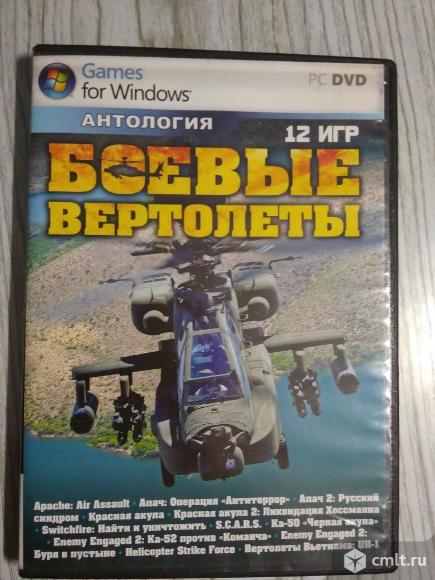 Games
for Windows
PC DVD
АНТОЛОГИЯ
12 ИГР
БОЕВЫЕ
ВЕРТОЛЕТЫ
Apache: Air Assault • Апач: Операция «Антитеррор» • Апач 2: Русский
синдром • Красная акула • Красная акула 2: Ликвидация Хоссманна
• Switchfire: Найти и уничтожить • S.C.A.R.S. • Ка-50 «Черная акула»
• Enemy Engaged 2: Ка-52 против «Команча» • Enemy Engaged 2:
Буря в пустыне • Helicopter Strike Force • Вертолеты Вьетнама: UH-1
cmlt.ru